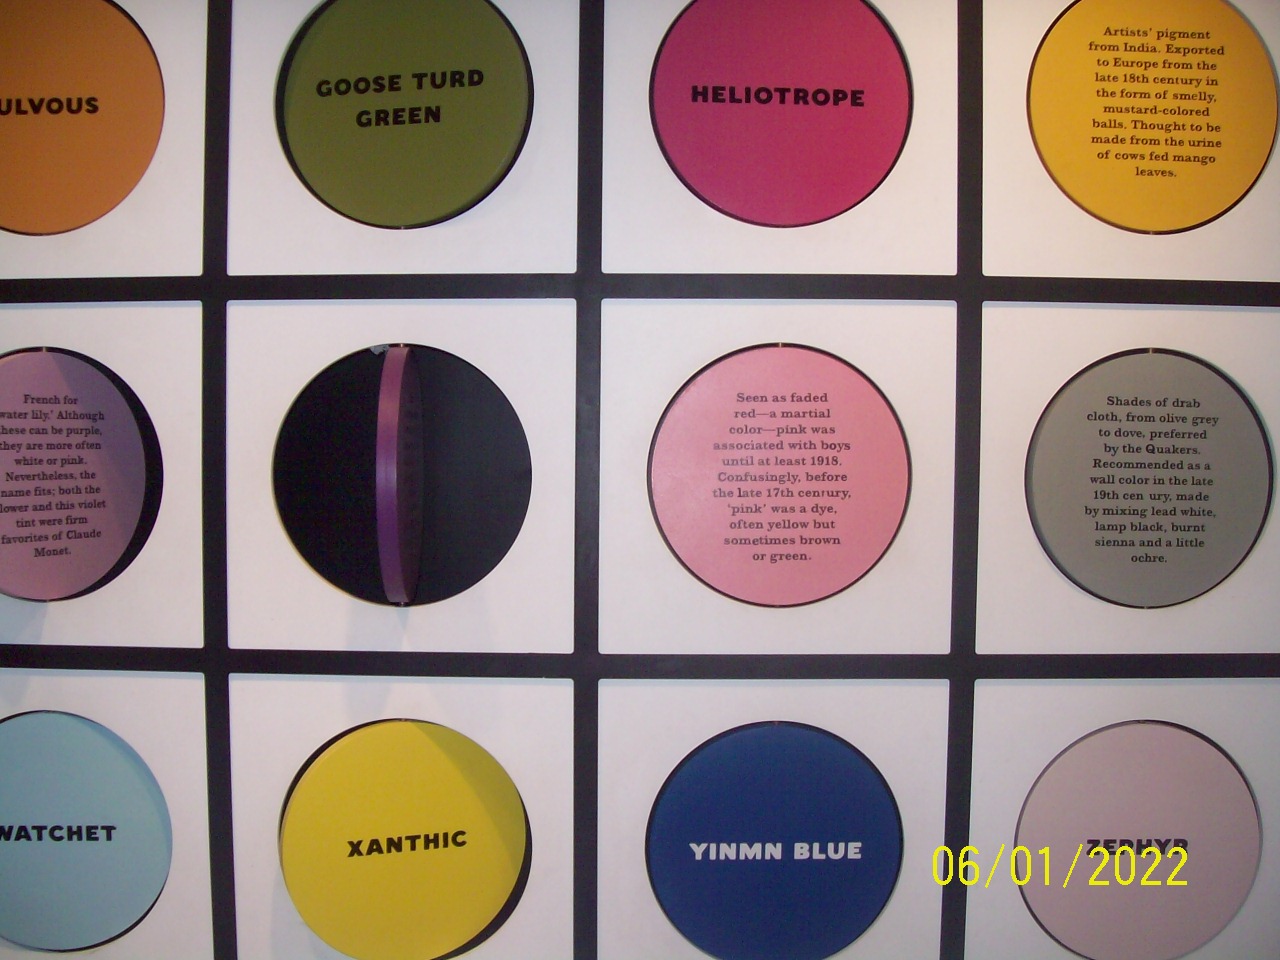 ULVOUS
GOOSE TURD
GREEN
HELIOTROPE
Artists' pigment
from India. Exported
to Europe from the
late 18th century in
the form of smelly,
mustard-colored
balls. Thought to be
made from the urine
of cows fed mango
leaves.
French for
water lily.' Although
these can be purple,
they are more often
white or pink.
Nevertheless, the
name fits; both the
flower and this violet
tint were firm
favorites of Claude
Monet.
Seen as faded
red—a martial
color—pink was
associated with boys
until at least 1918.
Confusingly, before
the late 17th century,
'pink' was a dye,
often yellow but
sometimes brown
or green.
Shades of drab
cloth, from olive grey
to dove, preferred
by the Quakers.
Recommended as a
wall color in the late
19th cen ury, made
by mixing lead white,
lamp black, burnt
sienna and a little
ochre.
WATCHET
XANTHIC
YINMN BLUE
ZEPHYR
06/01/2022